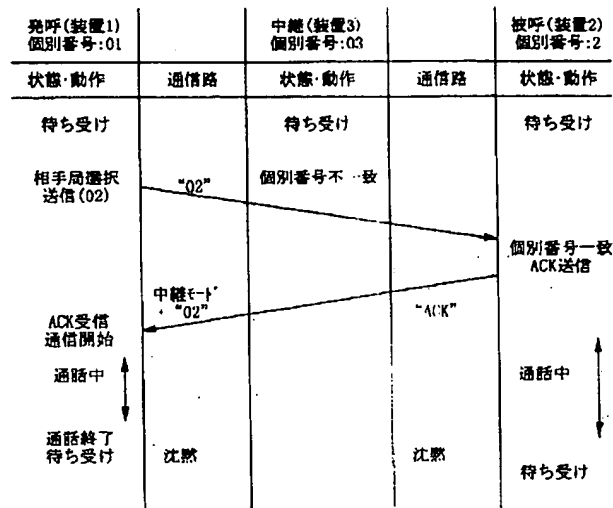 発呼(装置1)
個別番号:01
中継(装置3)
個別番号:03
被呼(装置2)
個別番号:2
状態·動作
通信路
状態·動作
通信路
状態·動作
待ち受け
待ち受け
待ち受け
相手局選択
送信(02)
"02"
個別番号不一致
個別番号一致
ACK送信
中継モード
"02"
"ACK"
ACK受信
通信開始
通話中
通話中
通話終了
待ち受け
沈黙
沈黙
待ち受け